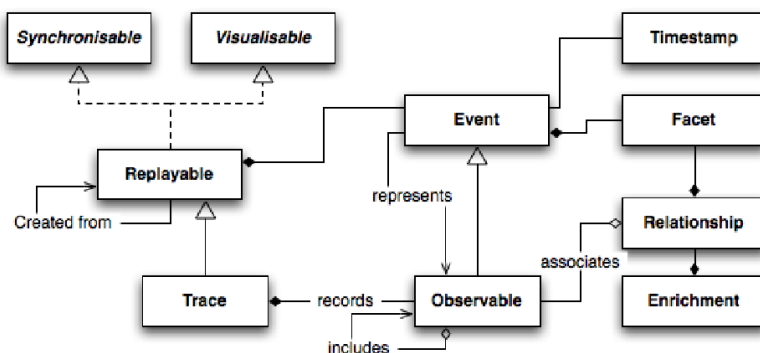 Synchronisable
Visualisable
Timestamp
Event
Facet
Replayable
represents
Created from
Relationship
associates
Trace
records
Observable
Enrichment
includes